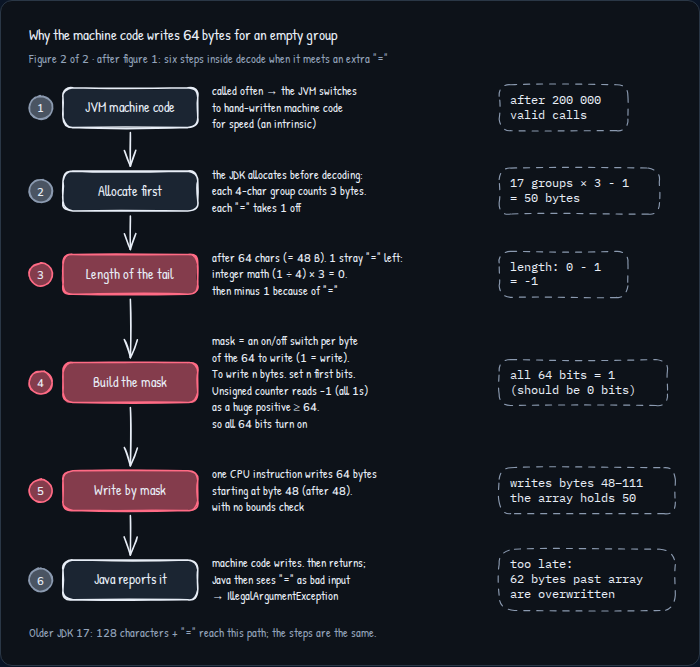 Why the machine code writes 64 bytes for an empty group
Figure 2 of 2 · after figure 1: six steps inside decode when it meets an extra "="
1
JVM machine code
called often → the JVM switches
to hand-written machine code
for speed (an intrinsic)
after 200 000
valid calls
2
Allocate first
the JDK allocates before decoding:
each 4-char group counts 3 bytes.
each "=" takes 1 off
17 groups × 3 - 1
= 50 bytes
3
Length of the tail
after 64 chars (= 48 B). 1 stray "=" left:
integer math (1 ÷ 4) × 3 = 0.
then minus 1 because of "="
length: 0 - 1
= -1
4
Build the mask
mask = an on/off switch per byte
of the 64 to write (1 = write).
To write n bytes. set n first bits.
Unsigned counter reads -1 (all 1s)
as a huge positive ≥ 64.
so all 64 bits turn on
all 64 bits = 1
(should be 0 bits)
5
Write by mask
one CPU instruction writes 64 bytes
starting at byte 48 (after 48).
with no bounds check
writes bytes 48–111
the array holds 50
6
Java reports it
machine code writes. then returns;
Java then sees "=" as bad input
→ IllegalArgumentException
too late:
62 bytes past array
are overwritten
Older JDK 17: 128 characters + "=" reach this path; the steps are the same.